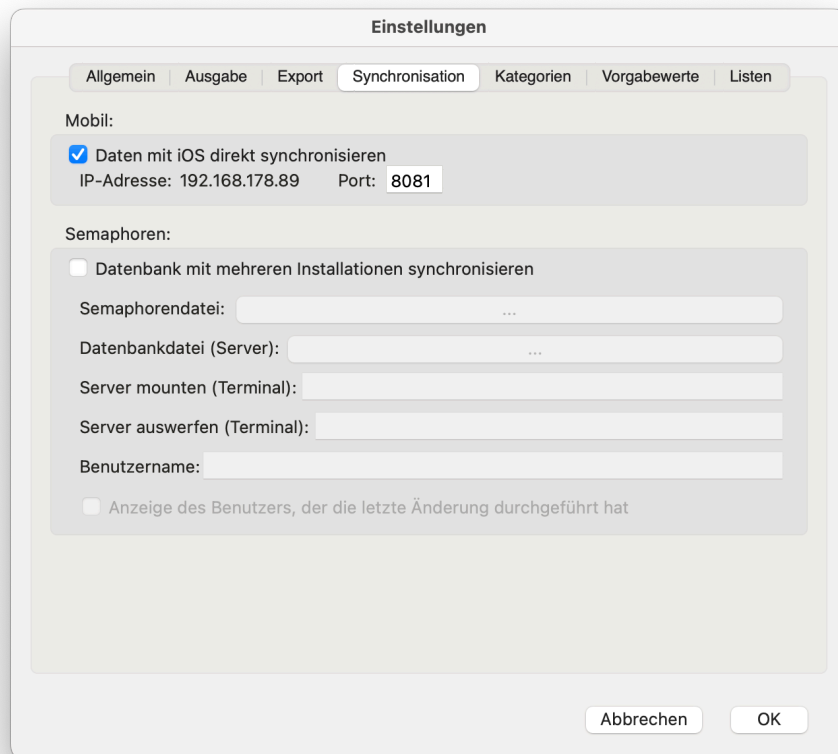 Einstellungen
Allgemein Ausgabe Export Synchronisation Kategorien Vorgabewerte Listen
Mobil:
Daten mit iOS direkt synchronisieren
IP-Adresse: 192.168.178.89 Port: 8081
Semaphoren:
Datenbank mit mehreren Installationen synchronisieren
Semaphorendatei: ...
Datenbankdatei (Server): ...
Server mounten (Terminal):
Server auswerfen (Terminal):
Benutzername:
Anzeige des Benutzers, der die letzte Änderung durchgeführt hat
Abbrechen OK